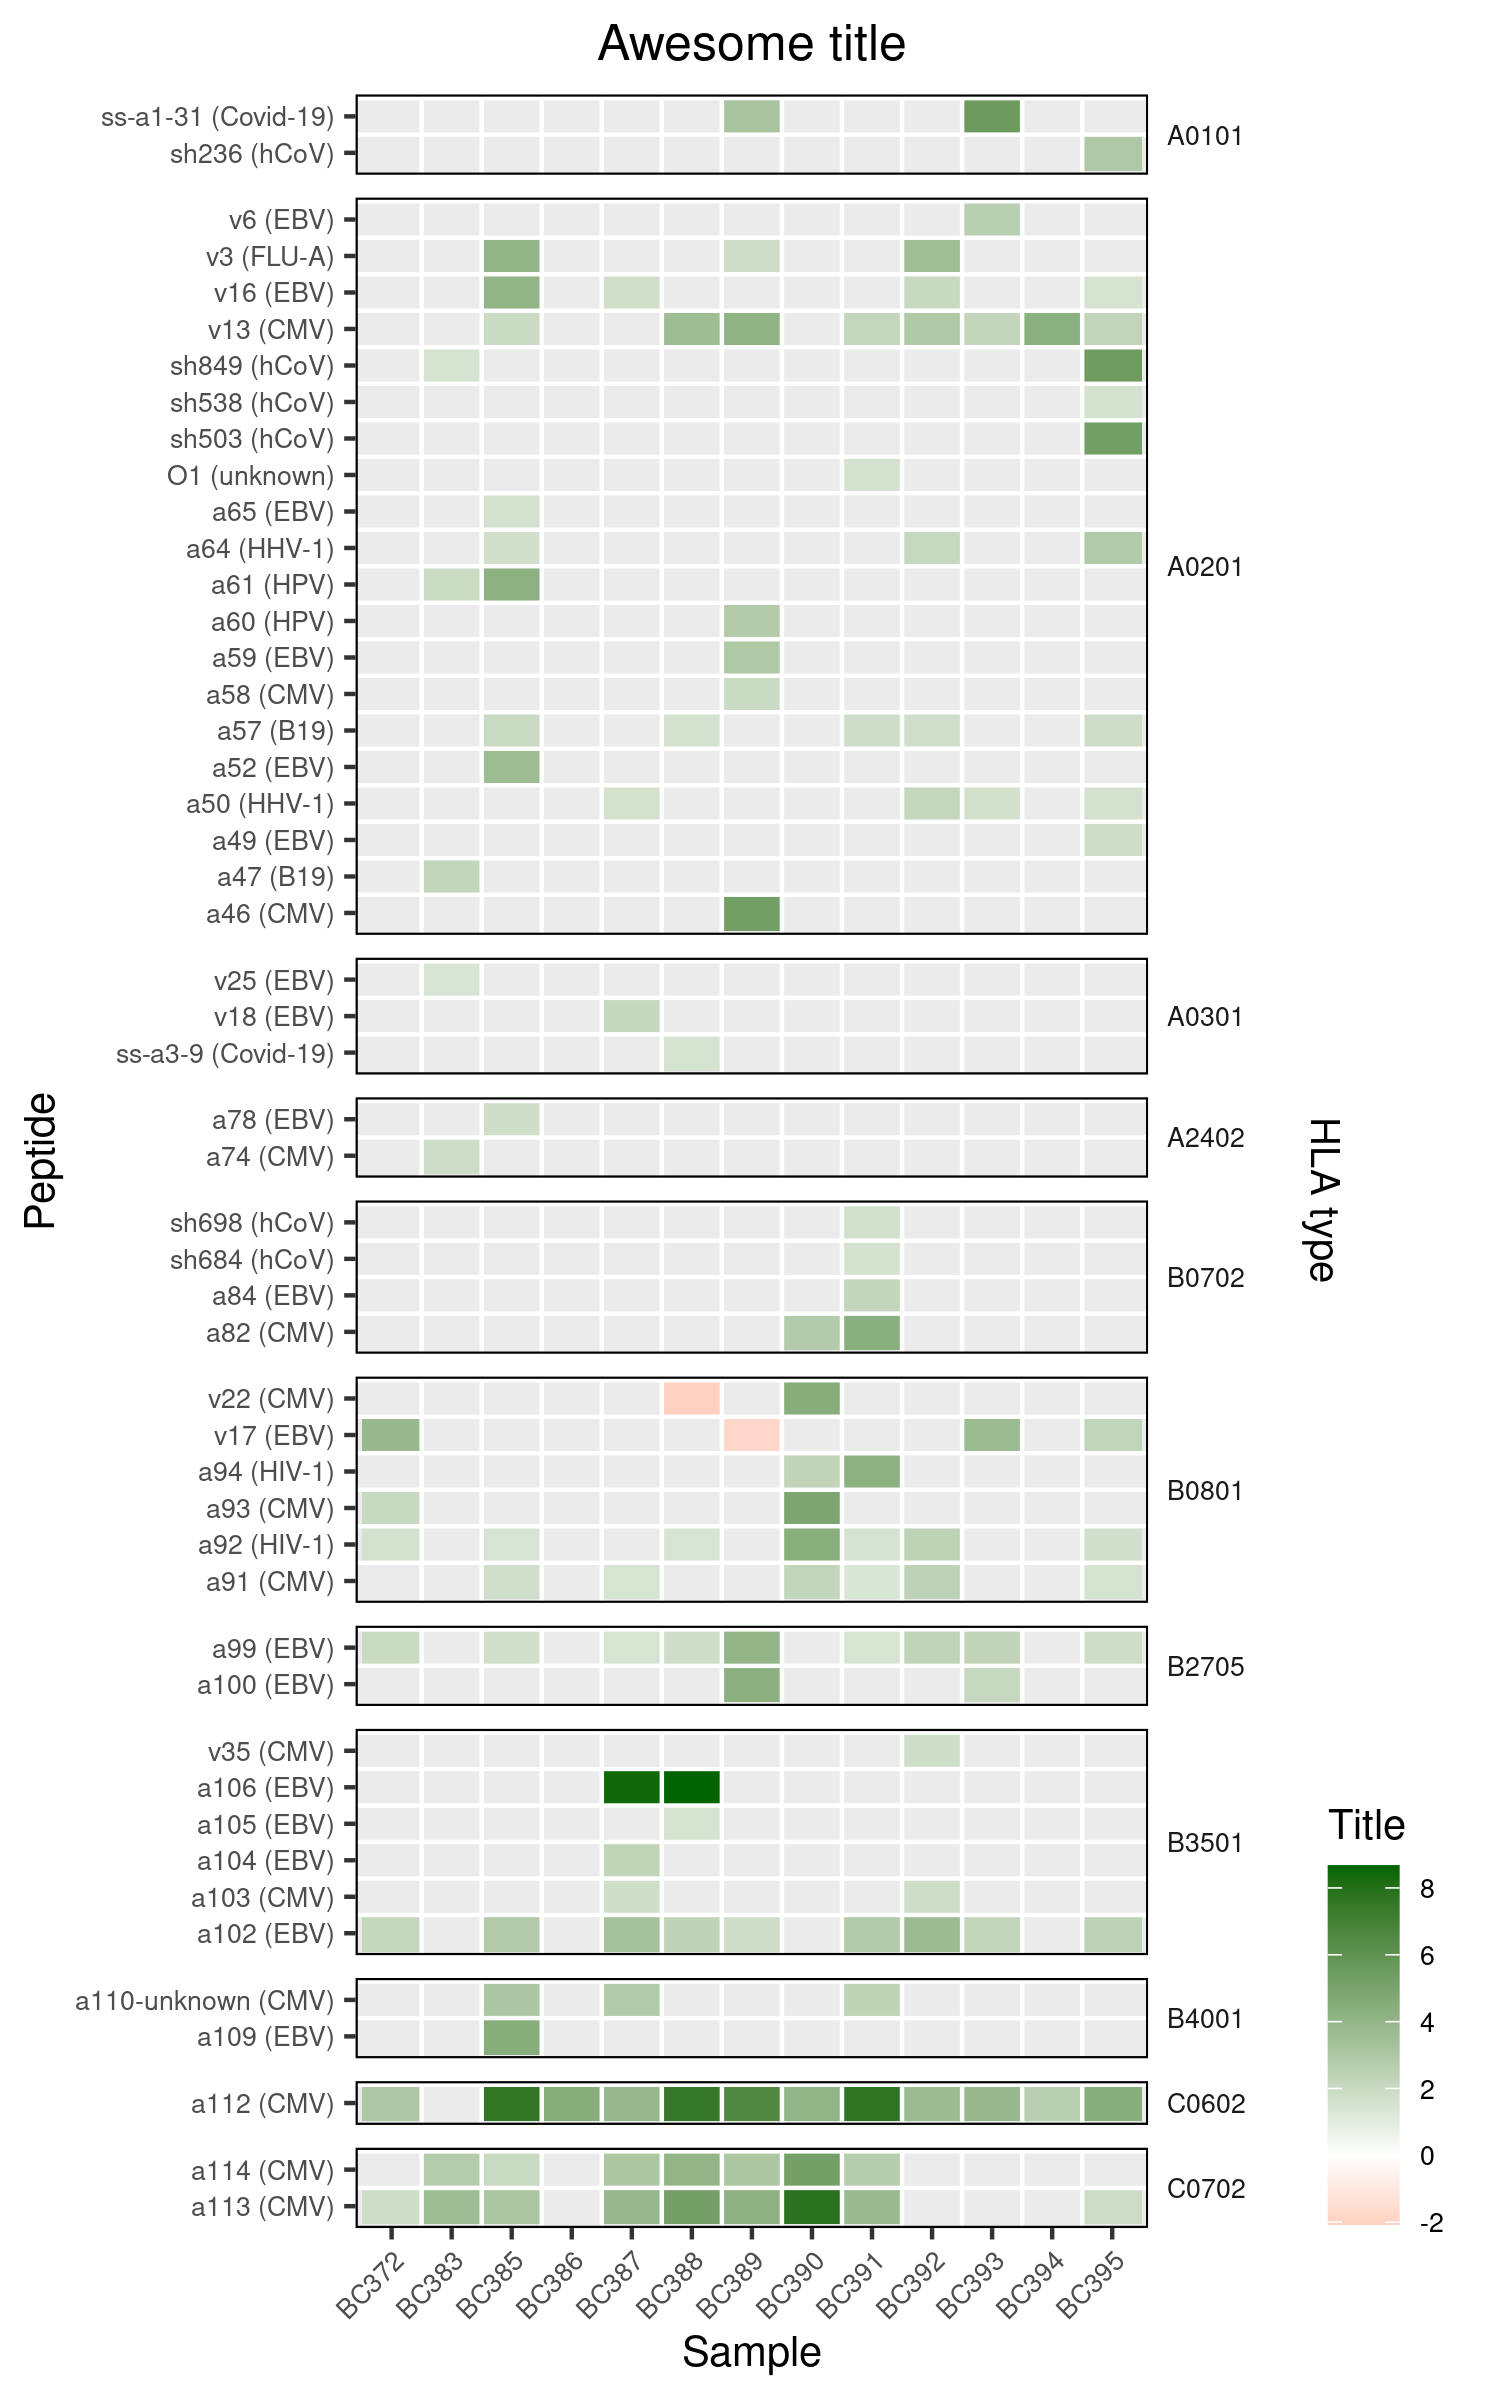 Awesome title
ss-a1-31 (Covid-19)
sh236 (hCoV)
A0101
v6 (EBV)
v3 (FLU-A)
v16 (EBV)
v13 (CMV)
sh849 (hCoV)
sh538 (hCoV)
sh503 (hCoV)
O1 (unknown)
a65 (EBV)
a64 (HHV-1)
a61 (HPV)
a60 (HPV)
a59 (EBV)
a58 (CMV)
a57 (B19)
a52 (EBV)
a50 (HHV-1)
a49 (EBV)
a47 (B19)
a46 (CMV)
A0201
v25 (EBV)
v18 (EBV)
ss-a3-9 (Covid-19)
A0301
a78 (EBV)
a74 (CMV)
A2402
sh698 (hCoV)
sh684 (hCoV)
a84 (EBV)
a82 (CMV)
B0702
v22 (CMV)
v17 (EBV)
a94 (HIV-1)
a93 (CMV)
a92 (HIV-1)
a91 (CMV)
B0801
a99 (EBV)
a100 (EBV)
B2705
v35 (CMV)
a106 (EBV)
a105 (EBV)
a104 (EBV)
a103 (CMV)
a102 (EBV)
B3501
a110-unknown (CMV)
a109 (EBV)
B4001
a112 (CMV)
C0602
a114 (CMV)
a113 (CMV)
C0702
Peptide
HLA type
BC372
BC383
BC385
BC386
BC387
BC388
BC389
BC390
BC391
BC392
BC393
BC394
BC395
Sample
Title
8
6
4
2
0
-2